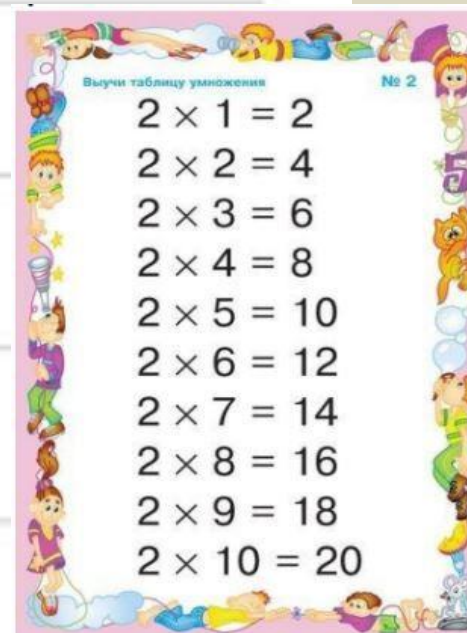 Выучи таблицу умножения № 2
2 × 1 = 2
2 × 2 = 4
2 × 3 = 6
2 × 4 = 8
2 × 5 = 10
2 × 6 = 12
2 × 7 = 14
2 × 8 = 16
2 × 9 = 18
2 × 10 = 20
5